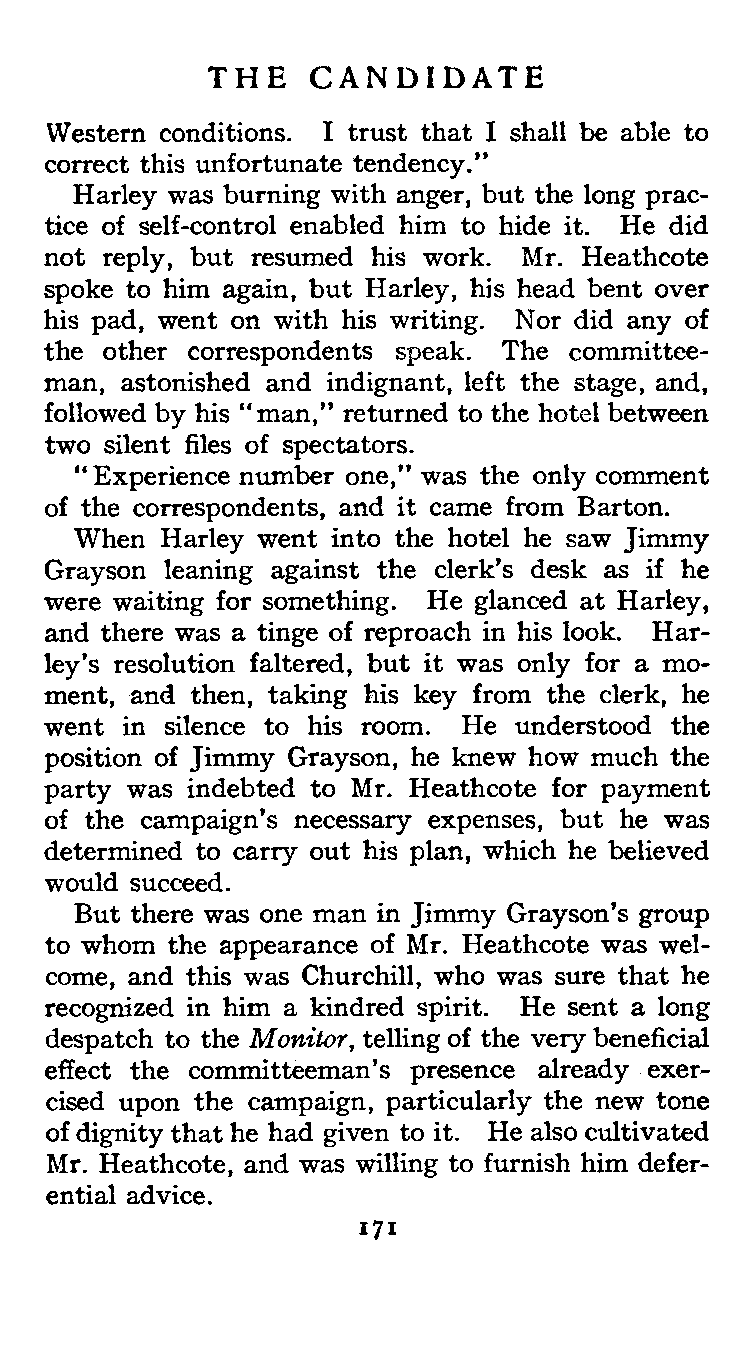 THE CANDIDATE
Western conditions. I trust that I shall be able to
correct this unfortunate tendency."
Harley was burning with anger, but the long prac-
tice of self-control enabled him to hide it. He did
not reply, but resumed his work. Mr. Heathcote
spoke to him again, but Harley, his head bent over
his pad, went on with his writing. Nor did any of
the other correspondents speak. The committee-
man, astonished and indignant, left the stage, and,
followed by his "man," returned to the hotel between
two silent files of spectators.
"Experience number one," was the only comment
of the correspondents, and it came from Barton.
When Harley went into the hotel he saw Jimmy
Grayson leaning against the clerk's desk as if he
were waiting for something. He glanced at Harley,
and there was a tinge of reproach in his look. Har-
ley's resolution faltered, but it was only for a mo-
ment, and then, taking his key from the clerk, he
went in silence to his room. He understood the
position of Jimmy Grayson, he knew how much the
party was indebted to Mr. Heathcote for payment
of the campaign's necessary expenses, but he was
determined to carry out his plan, which he believed
would succeed.
But there was one man in Jimmy Grayson's group
to whom the appearance of Mr. Heathcote was wel-
come, and this was Churchill, who was sure that he
recognized in him a kindred spirit. He sent a long
despatch to the Monitor, telling of the very beneficial
effect the committeeman's presence already exer-
cised upon the campaign, particularly the new tone
of dignity that he had given to it. He also cultivated
Mr. Heathcote, and was willing to furnish him defer-
ential advice.
171